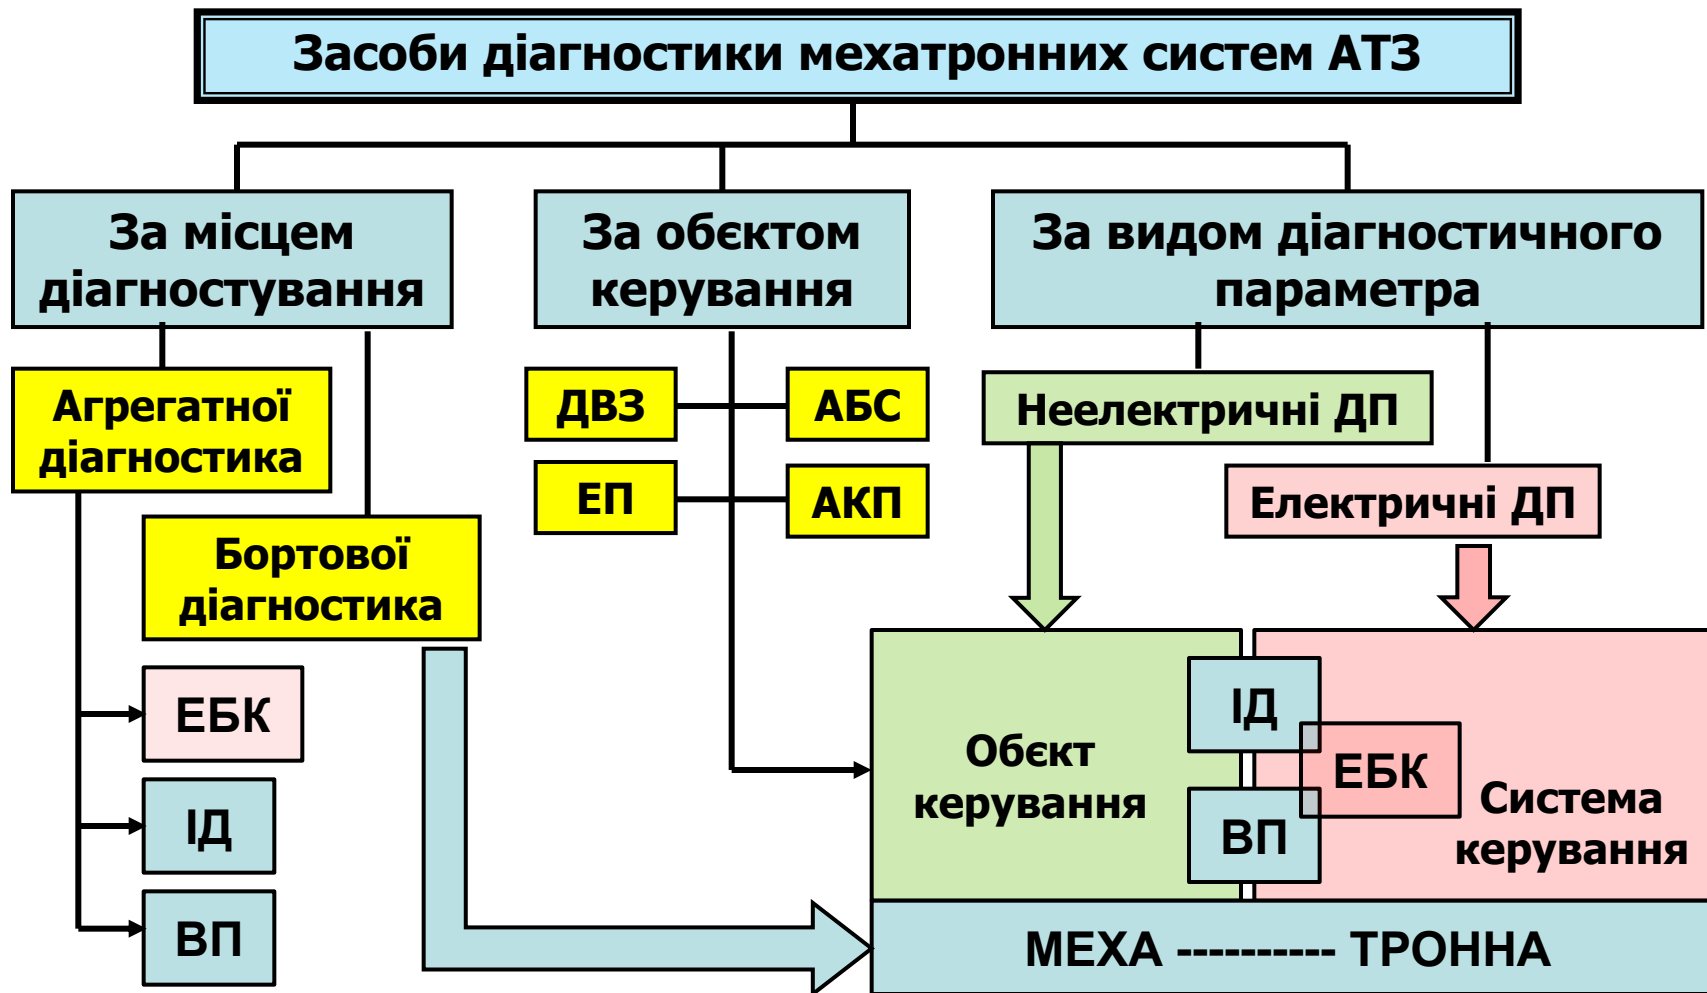 Засоби діагностики мехатронних систем АТЗ
За місцем
діагностування
За обєктом
керування
За видом діагностичного
параметра
Агрегатної
діагностика
Бортової
діагностика
ЕБК
ІД
ВП
ДВЗ
АБС
ЕП
АКП
Неелектричні ДП
Електричні ДП
Обєкт
керування
ІД
ЕБК
ВП
Система
керування
МЕХА ---------- ТРОННА